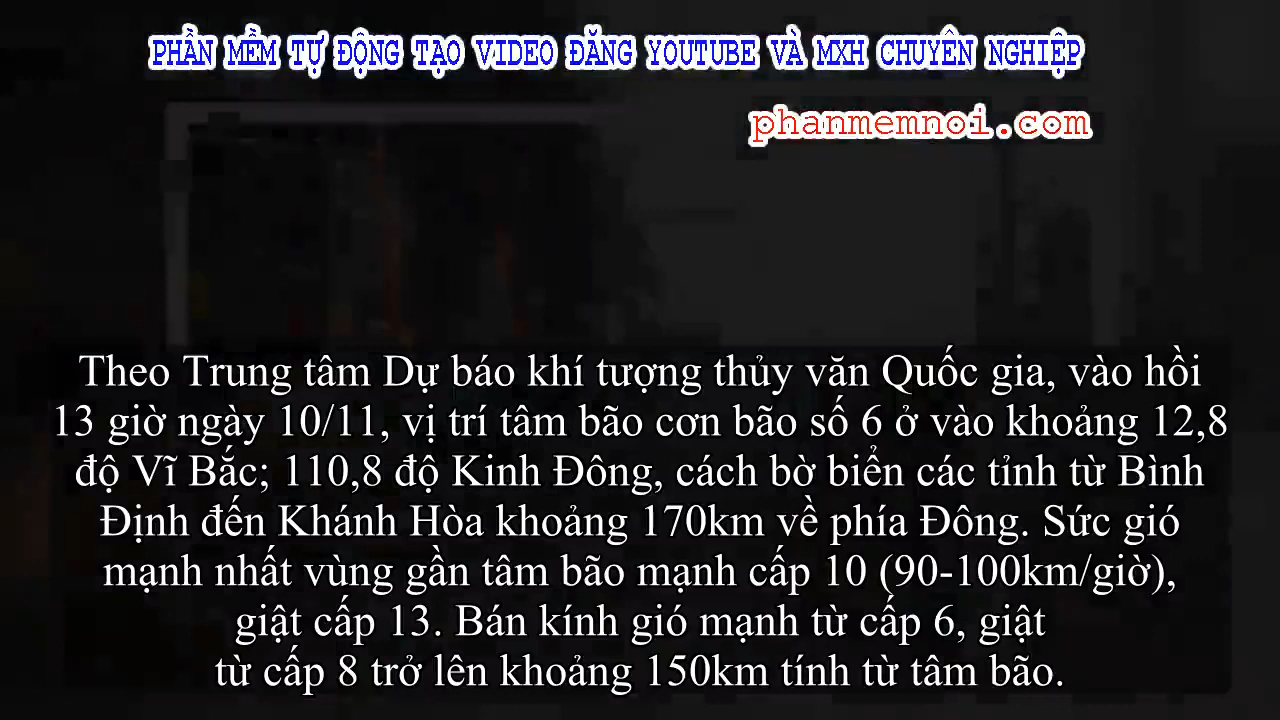 PHẦN MỀM TỰ ĐỘNG TẠO VIDEO ĐĂNG YOUTUBE VÀ MXH CHUYÊN NGHIỆP
phanmemnoi.com
Theo Trung tâm Dự báo khí tượng thủy văn Quốc gia, vào hồi
13 giờ ngày 10/11, vị trí tâm bão cơn bão số 6 ở vào khoảng 12,8
độ Vĩ Bắc; 110,8 độ Kinh Đông, cách bờ biển các tỉnh từ Bình
Định đến Khánh Hòa khoảng 170km về phía Đông. Sức gió
mạnh nhất vùng gần tâm bão mạnh cấp 10 (90-100km/giờ),
giật cấp 13. Bán kính gió mạnh từ cấp 6, giật
từ cấp 8 trở lên khoảng 150km tính từ tâm bão.